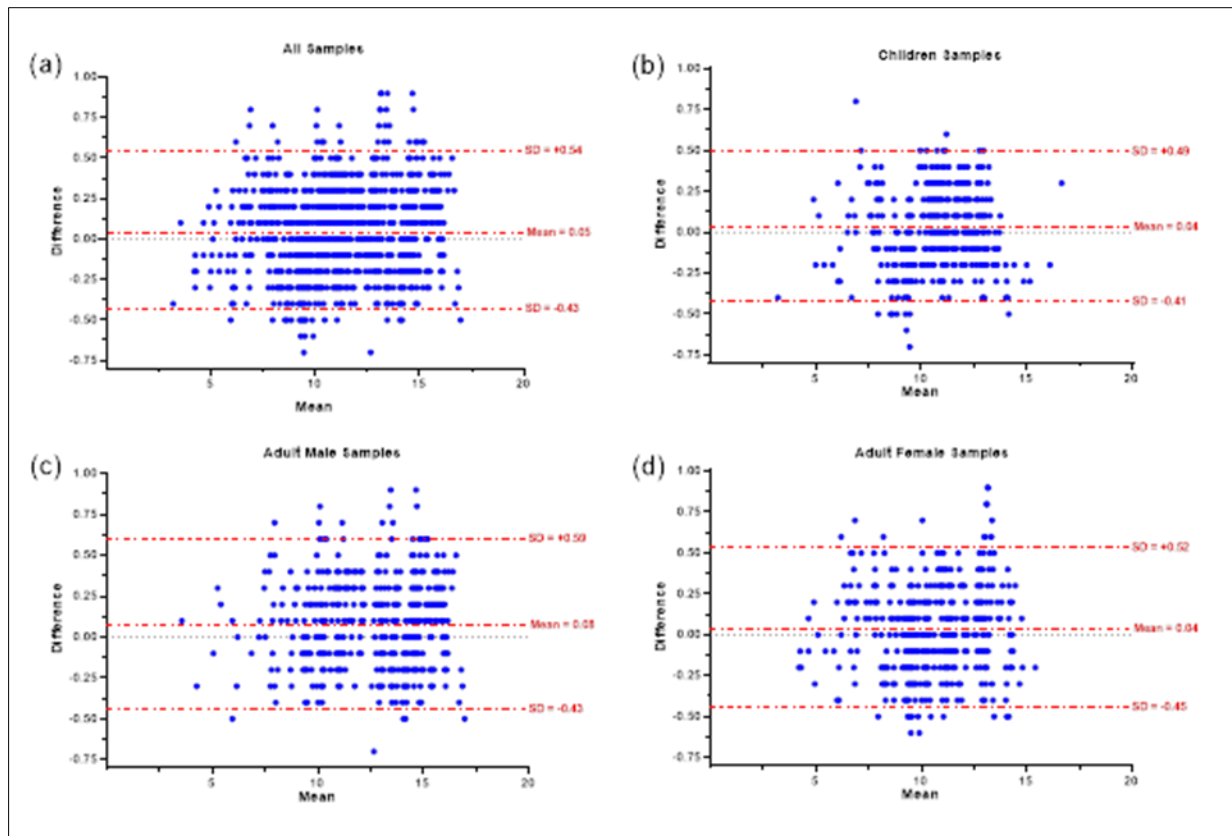 (a)
All Samples
Difference
1.00
0.75
0.50
0.25
0.00
-0.25
-0.50
-0.75
SD = +0.54
Mean = 0.05
SD = -0.43
5
10
15
20
Mean
(b)
Children Samples
Difference
1.00
0.75
0.50
0.25
0.00
-0.25
-0.50
-0.75
SD = +0.49
Mean = 0.04
SD = -0.41
5
10
15
20
Mean
(c)
Adult Male Samples
Difference
1.00
0.75
0.50
0.25
0.00
-0.25
-0.50
-0.75
SD = +0.59
Mean = 0.08
SD = -0.43
5
10
15
20
Mean
(d)
Adult Female Samples
Difference
1.00
0.75
0.50
0.25
0.00
-0.25
-0.50
-0.75
SD = +0.52
Mean = 0.04
SD = -0.45
5
10
15
20
Mean